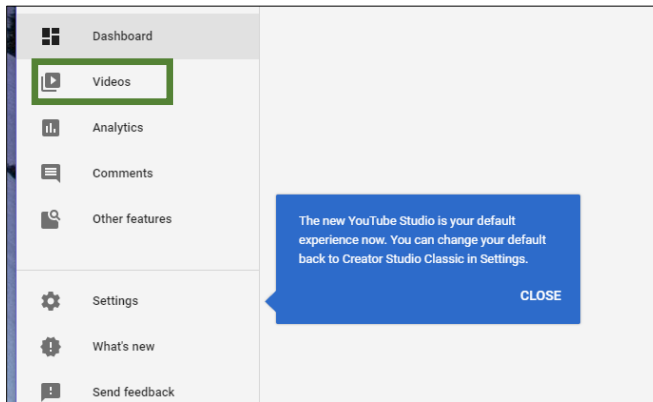 Dashboard
Videos
Analytics
Comments
Other features
The new YouTube Studio is your default
experience now. You can change your default
back to Creator Studio Classic in Settings.
CLOSE
Settings
What's new
Send feedback